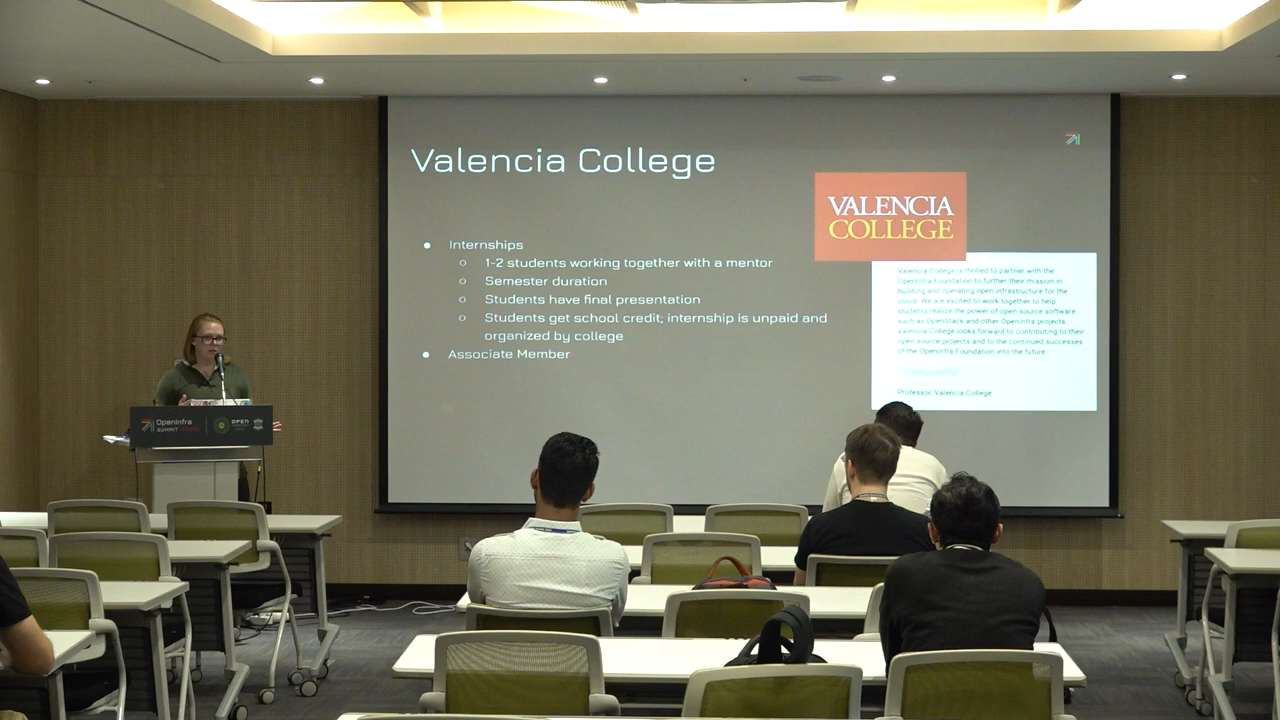 Valencia College
VALENCIA
COLLEGE
Internships
1-2 students working together with a mentor
Semester duration
Students have final presentation
Students get school credit; internship is unpaid and
organized by college
Associate Member
Valencia College is thrilled to partner with the
OpenInfra Foundation to further their mission in
building and operating open infrastructure for the
cloud. We are excited to work together to help
students realize the power of open source software
such as OpenStack and other OpenInfra projects.
Valencia College looks forward to contributing to their
open source projects and to the continued successes
of the OpenInfra Foundation into the future.
Professor, Valencia College
OpenInfra
SUMMIT
OPEN